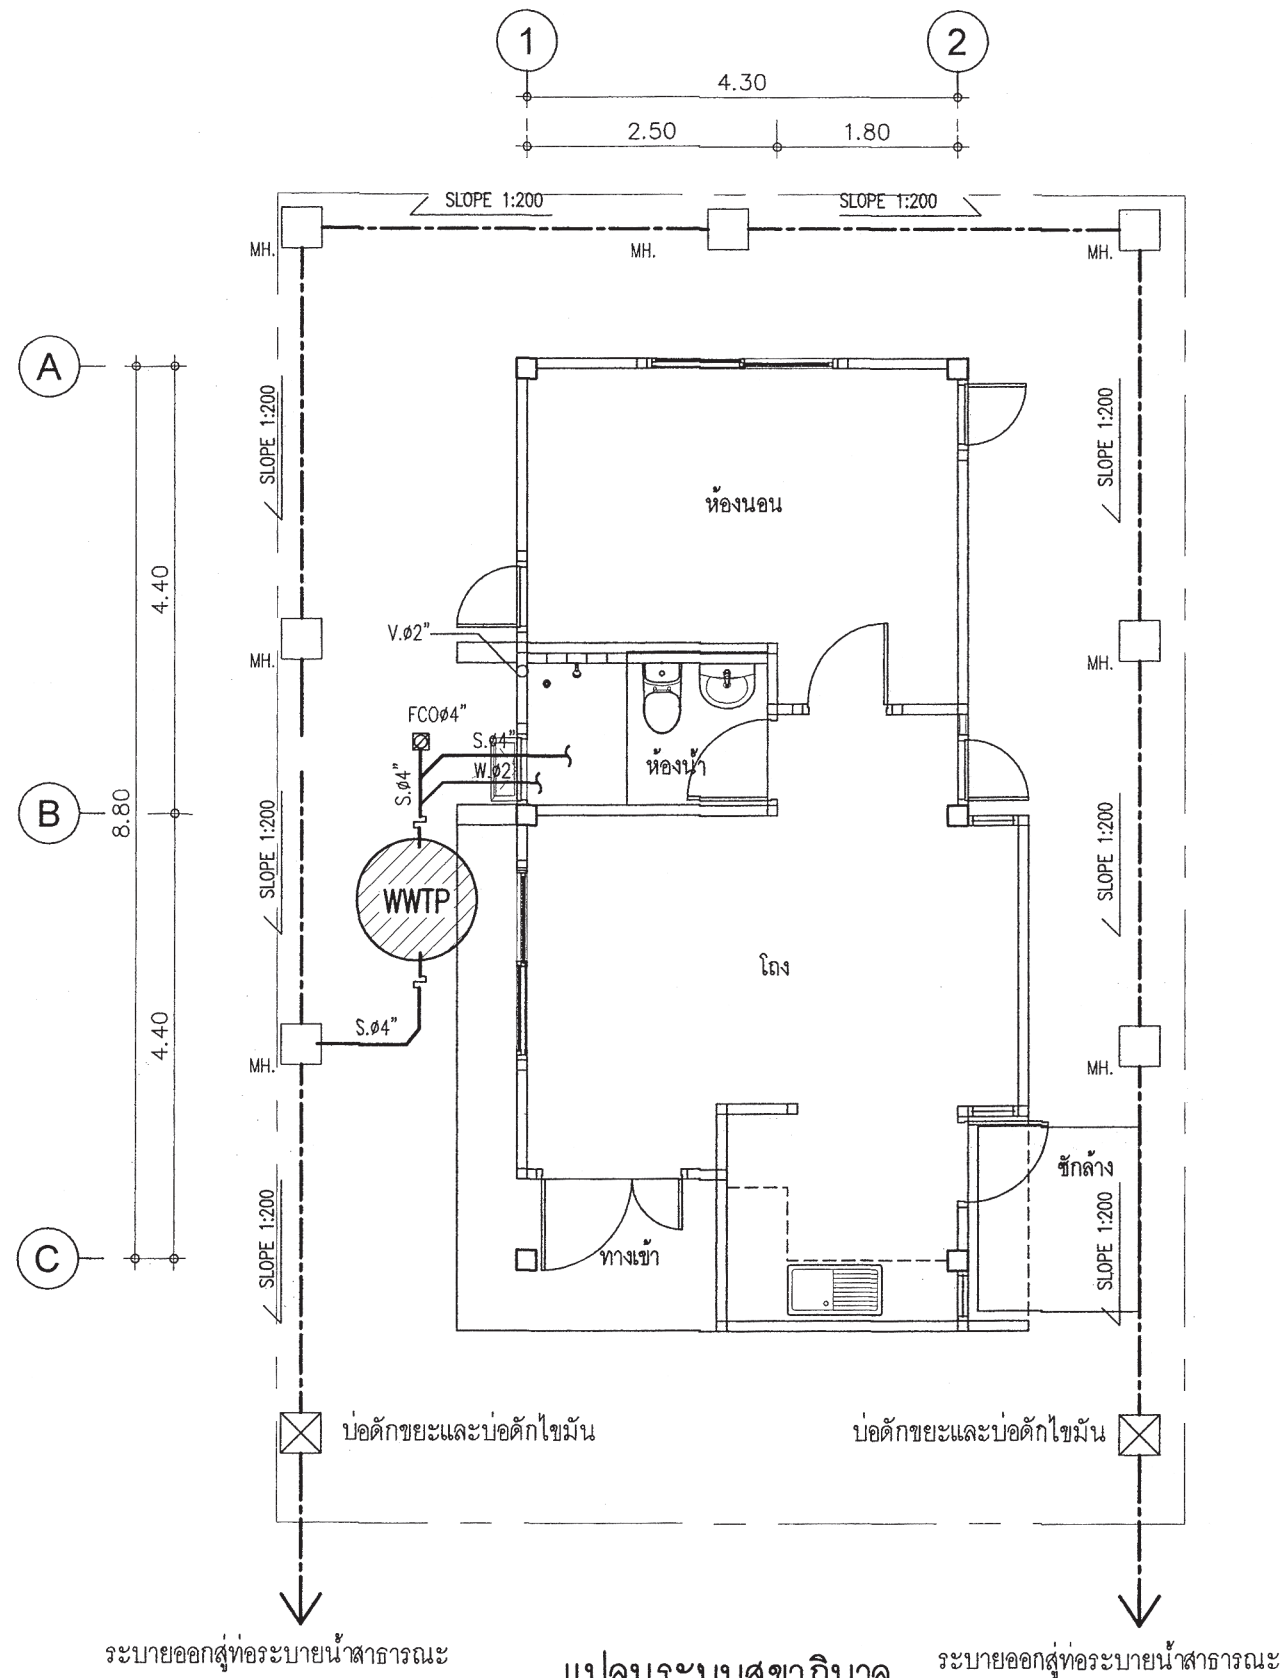 1
2
4.30
2.50
1.80
SLOPE 1:200
SLOPE 1:200
MH.
MH.
MH.
A
SLOPE 1:200
SLOPE 1:200
ห้องนอน
4.40
V.ø2"
MH.
MH.
FCOø4"
S.ø4"
S.ø4"
W.ø2
ห้องน้ำ
B
8.80
SLOPE 1:200
SLOPE 1:200
WWTP
โถง
4.40
S.ø4"
MH.
MH.
ซักล้าง
SLOPE 1:200
SLOPE 1:200
C
ทางเข้า
บ่อดักขยะและบ่อดักไขมัน
บ่อดักขยะและบ่อดักไขมัน
ระบายออกสู่ท่อระบายน้ำสาธารณะ
แปลนระบบสุขาภิบาล
ระบายออกสู่ท่อระบายน้ำสาธารณะ